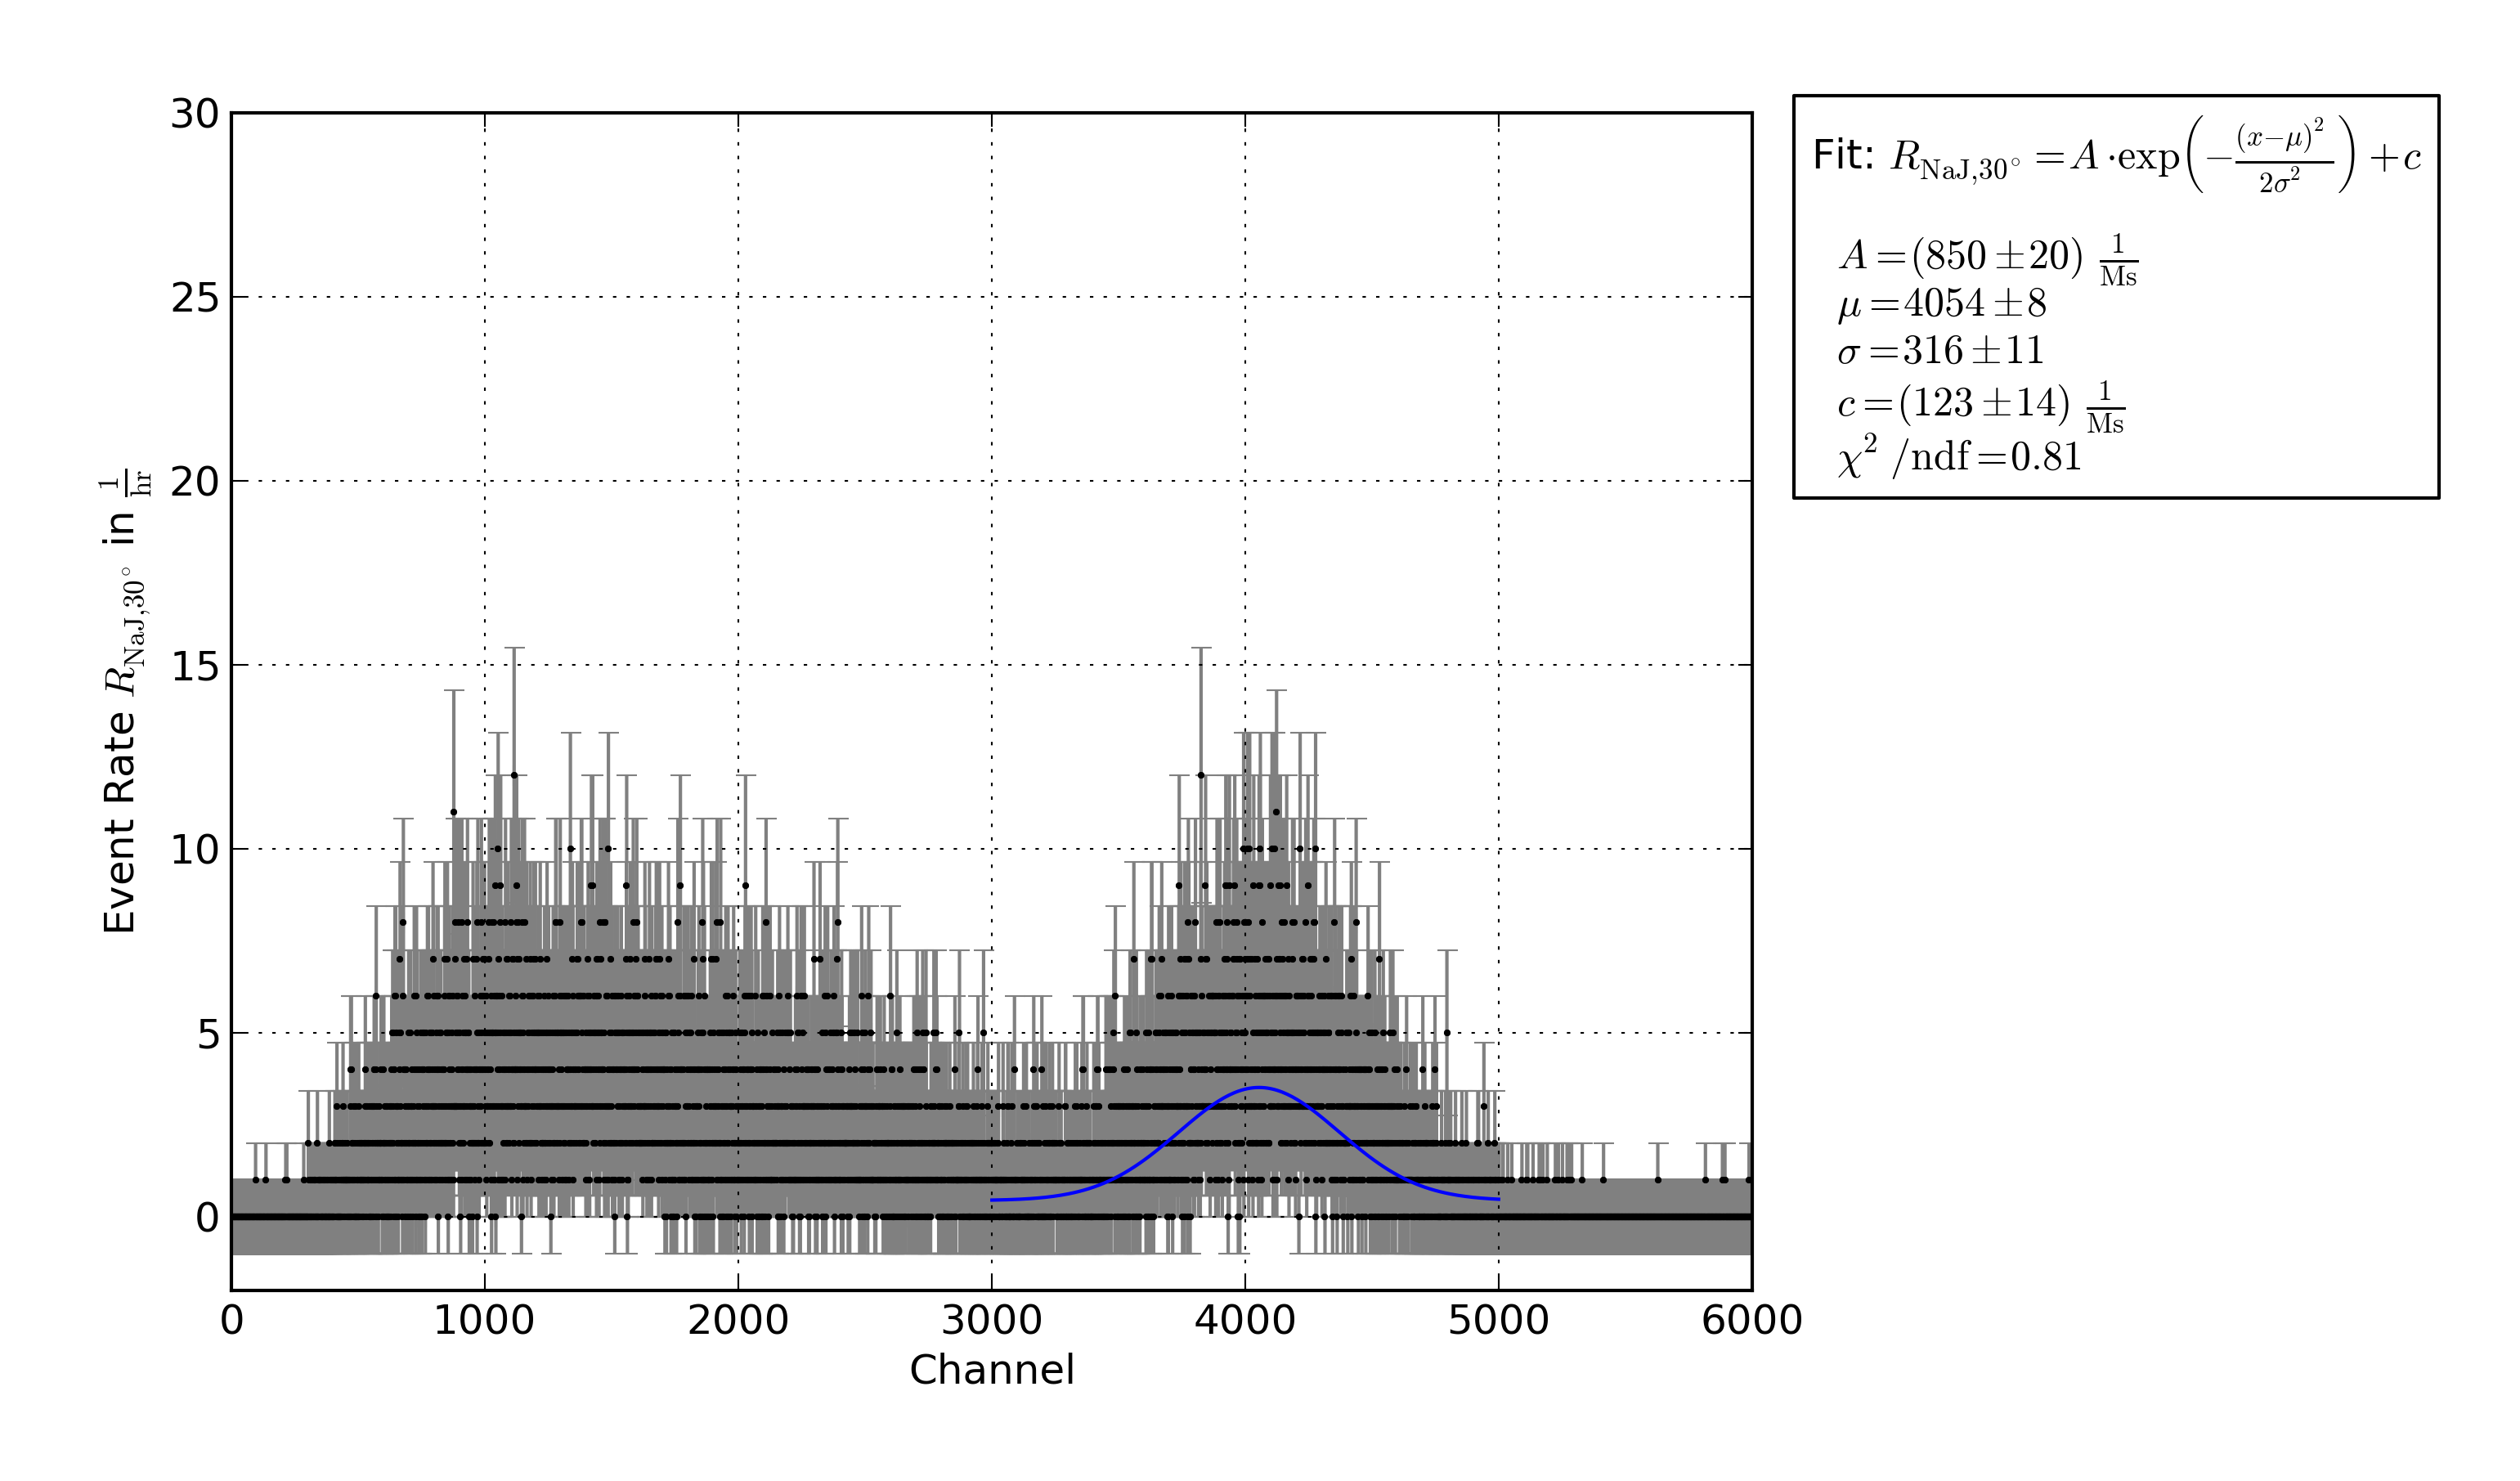 30
25
20
15
10
5
0
Event Rate R_NaJ,30° in 1/hr
0 1000 2000 3000 4000 5000 6000
Channel
Fit: R_NaJ,30° = A·exp(−(x−μ)²/2σ²)+c
A=(850±20) 1/Ms
μ=4054±8
σ=316±11
c=(123±14) 1/Ms
χ²/ndf=0.81